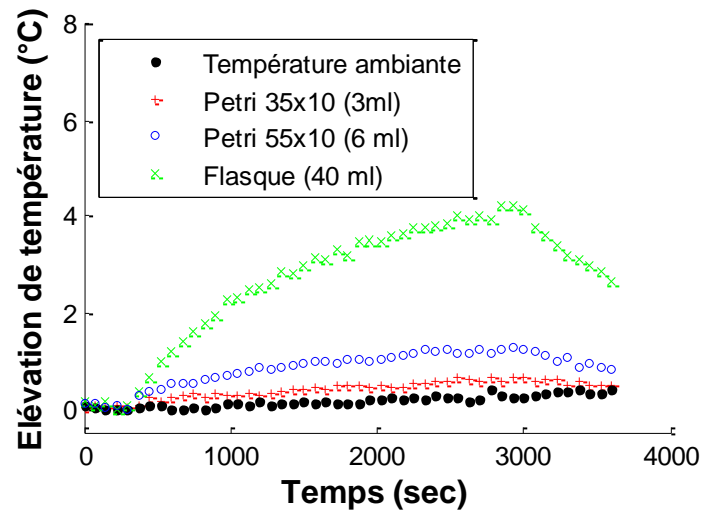 Elévation de température (°C)
8
6
4
2
0
Température ambiante
Petri 35x10 (3ml)
Petri 55x10 (6 ml)
Flasque (40 ml)
0 1000 2000 3000 4000
Temps (sec)